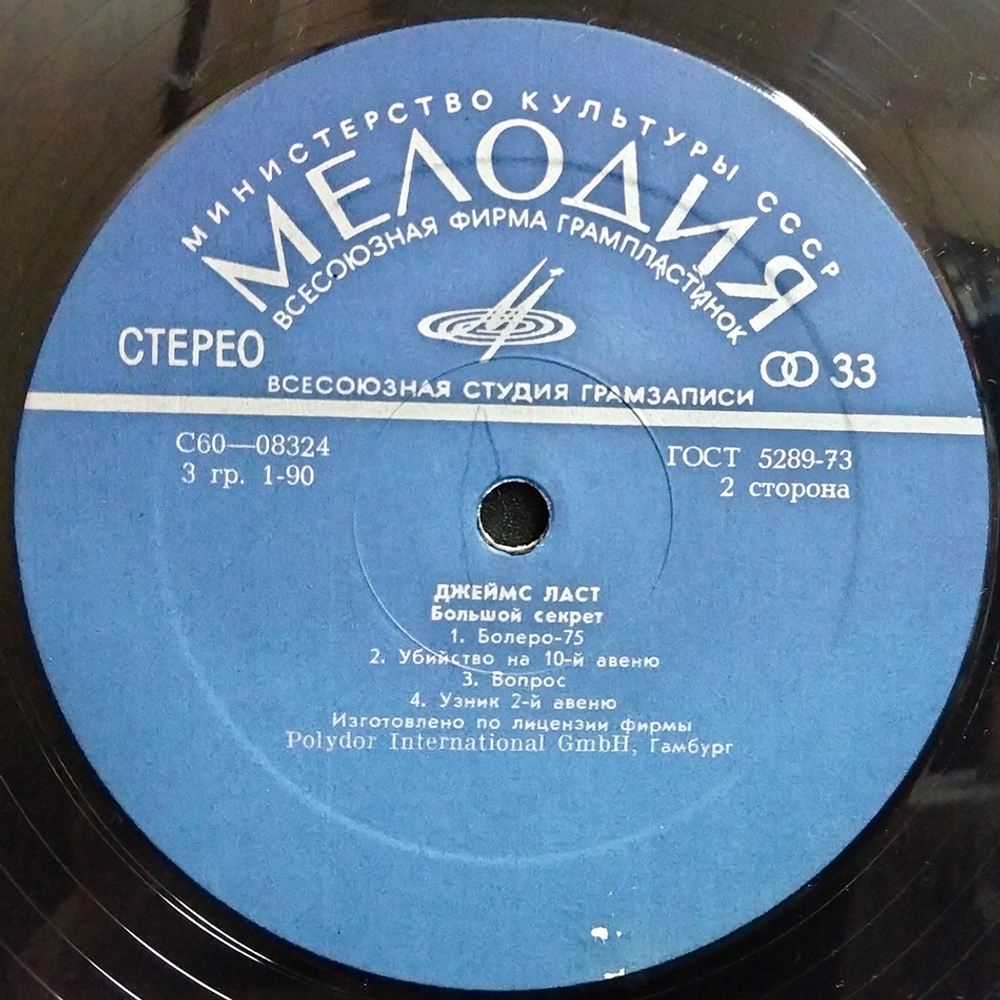 МИНИСТЕРСТВО КУЛЬТУРЫ СССР
МЕЛОДИЯ
ВСЕСОЮЗНАЯ ФИРМА ГРАМПЛАСТИНОК
СТЕРЕО
33
ВСЕСОЮЗНАЯ СТУДИЯ ГРАМЗАПИСИ
С60—08324
ГОСТ 5289-73
3 гр. 1-90
2 сторона
ДЖЕЙМС ЛАСТ
Большой секрет
1. Болеро-75
2. Убийство на 10-й авеню
3. Вопрос
4. Узник 2-й авеню
Изготовлено по лицензии фирмы
Polydor International GmbH, Гамбург